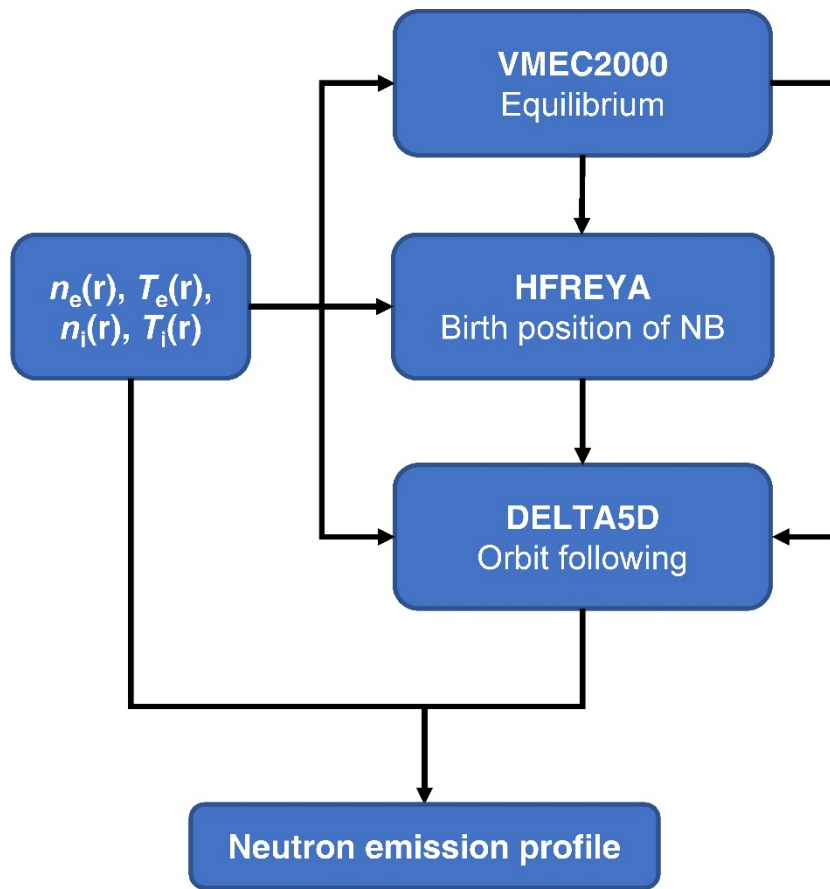 VMEC2000
Equilibrium
nₑ(r), Tₑ(r),
nᵢ(r), Tᵢ(r)
HFREYA
Birth position of NB
DELTA5D
Orbit following
Neutron emission profile